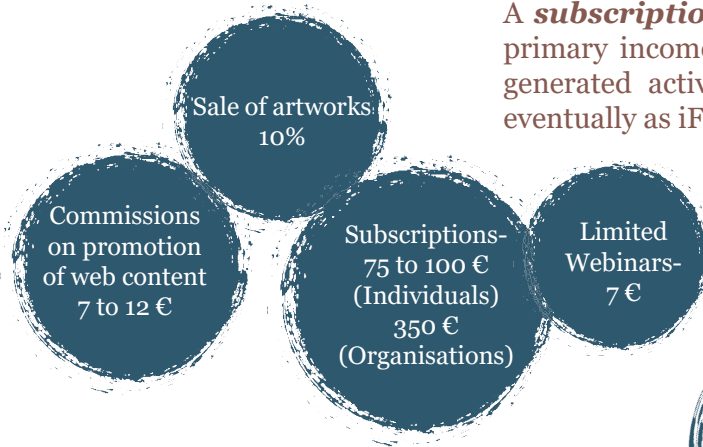 A subscriptio
primary income
generated activ
eventually as iF
Sale of artworks
10%
Commissions
on promotion
of web content
7 to 12 €
Subscriptions-
75 to 100 €
(Individuals)
350 €
(Organisations)
Limited
Webinars-
7 €